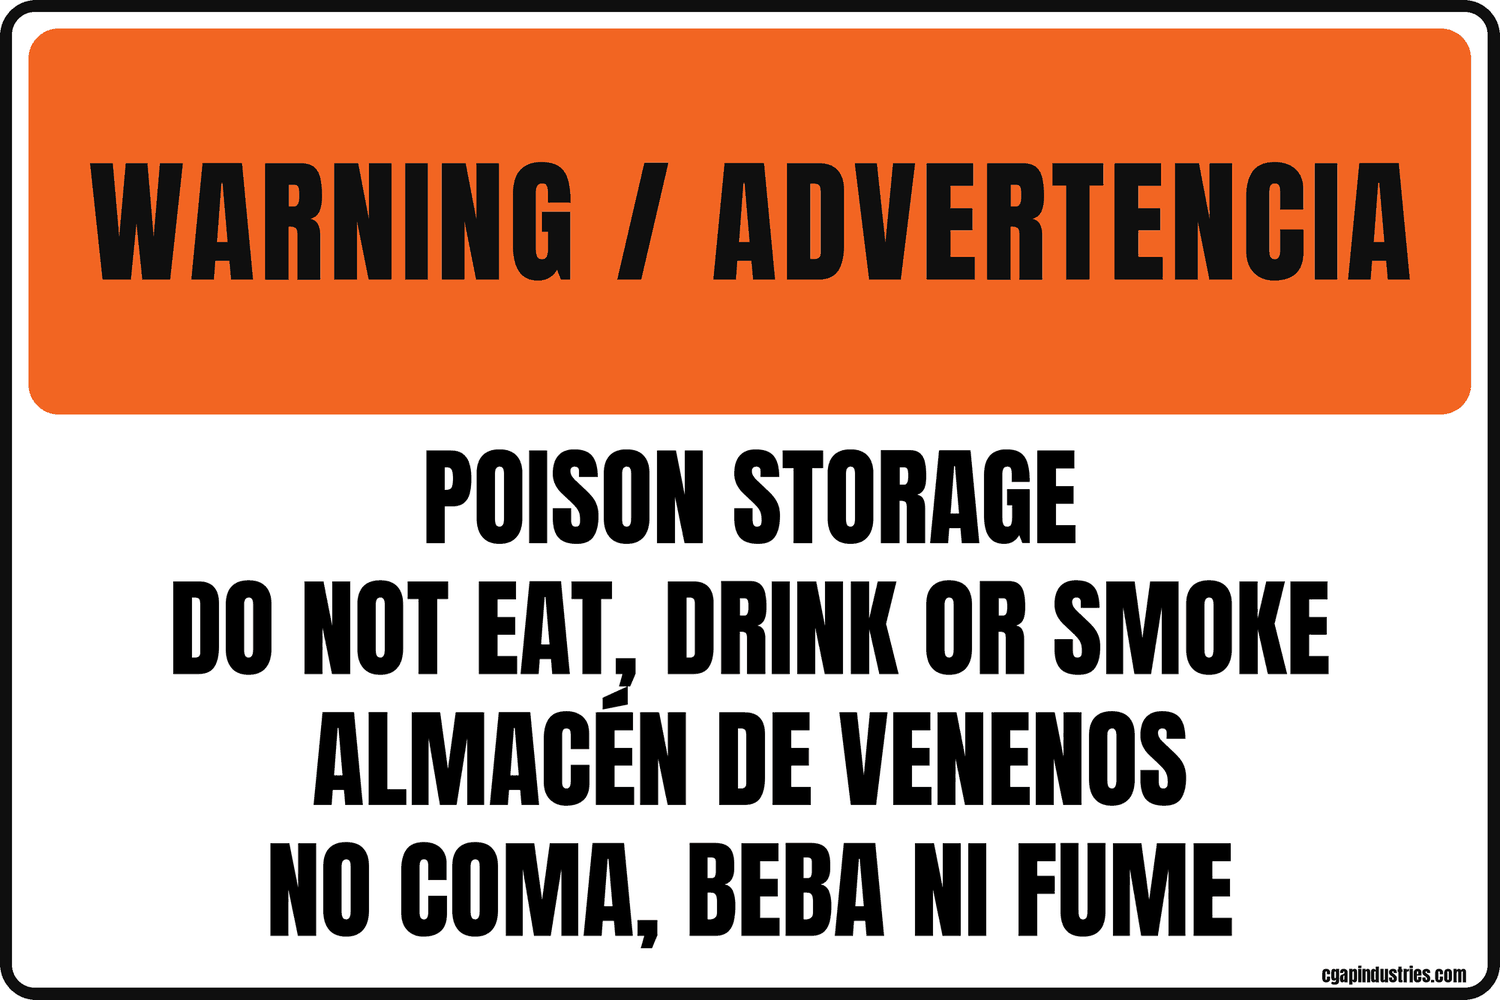 WARNING / ADVERTENCIA
POISON STORAGE
DO NOT EAT, DRINK OR SMOKE
ALMACÉN DE VENENOS
NO COMA, BEBA NI FUME
cgapindustries.com